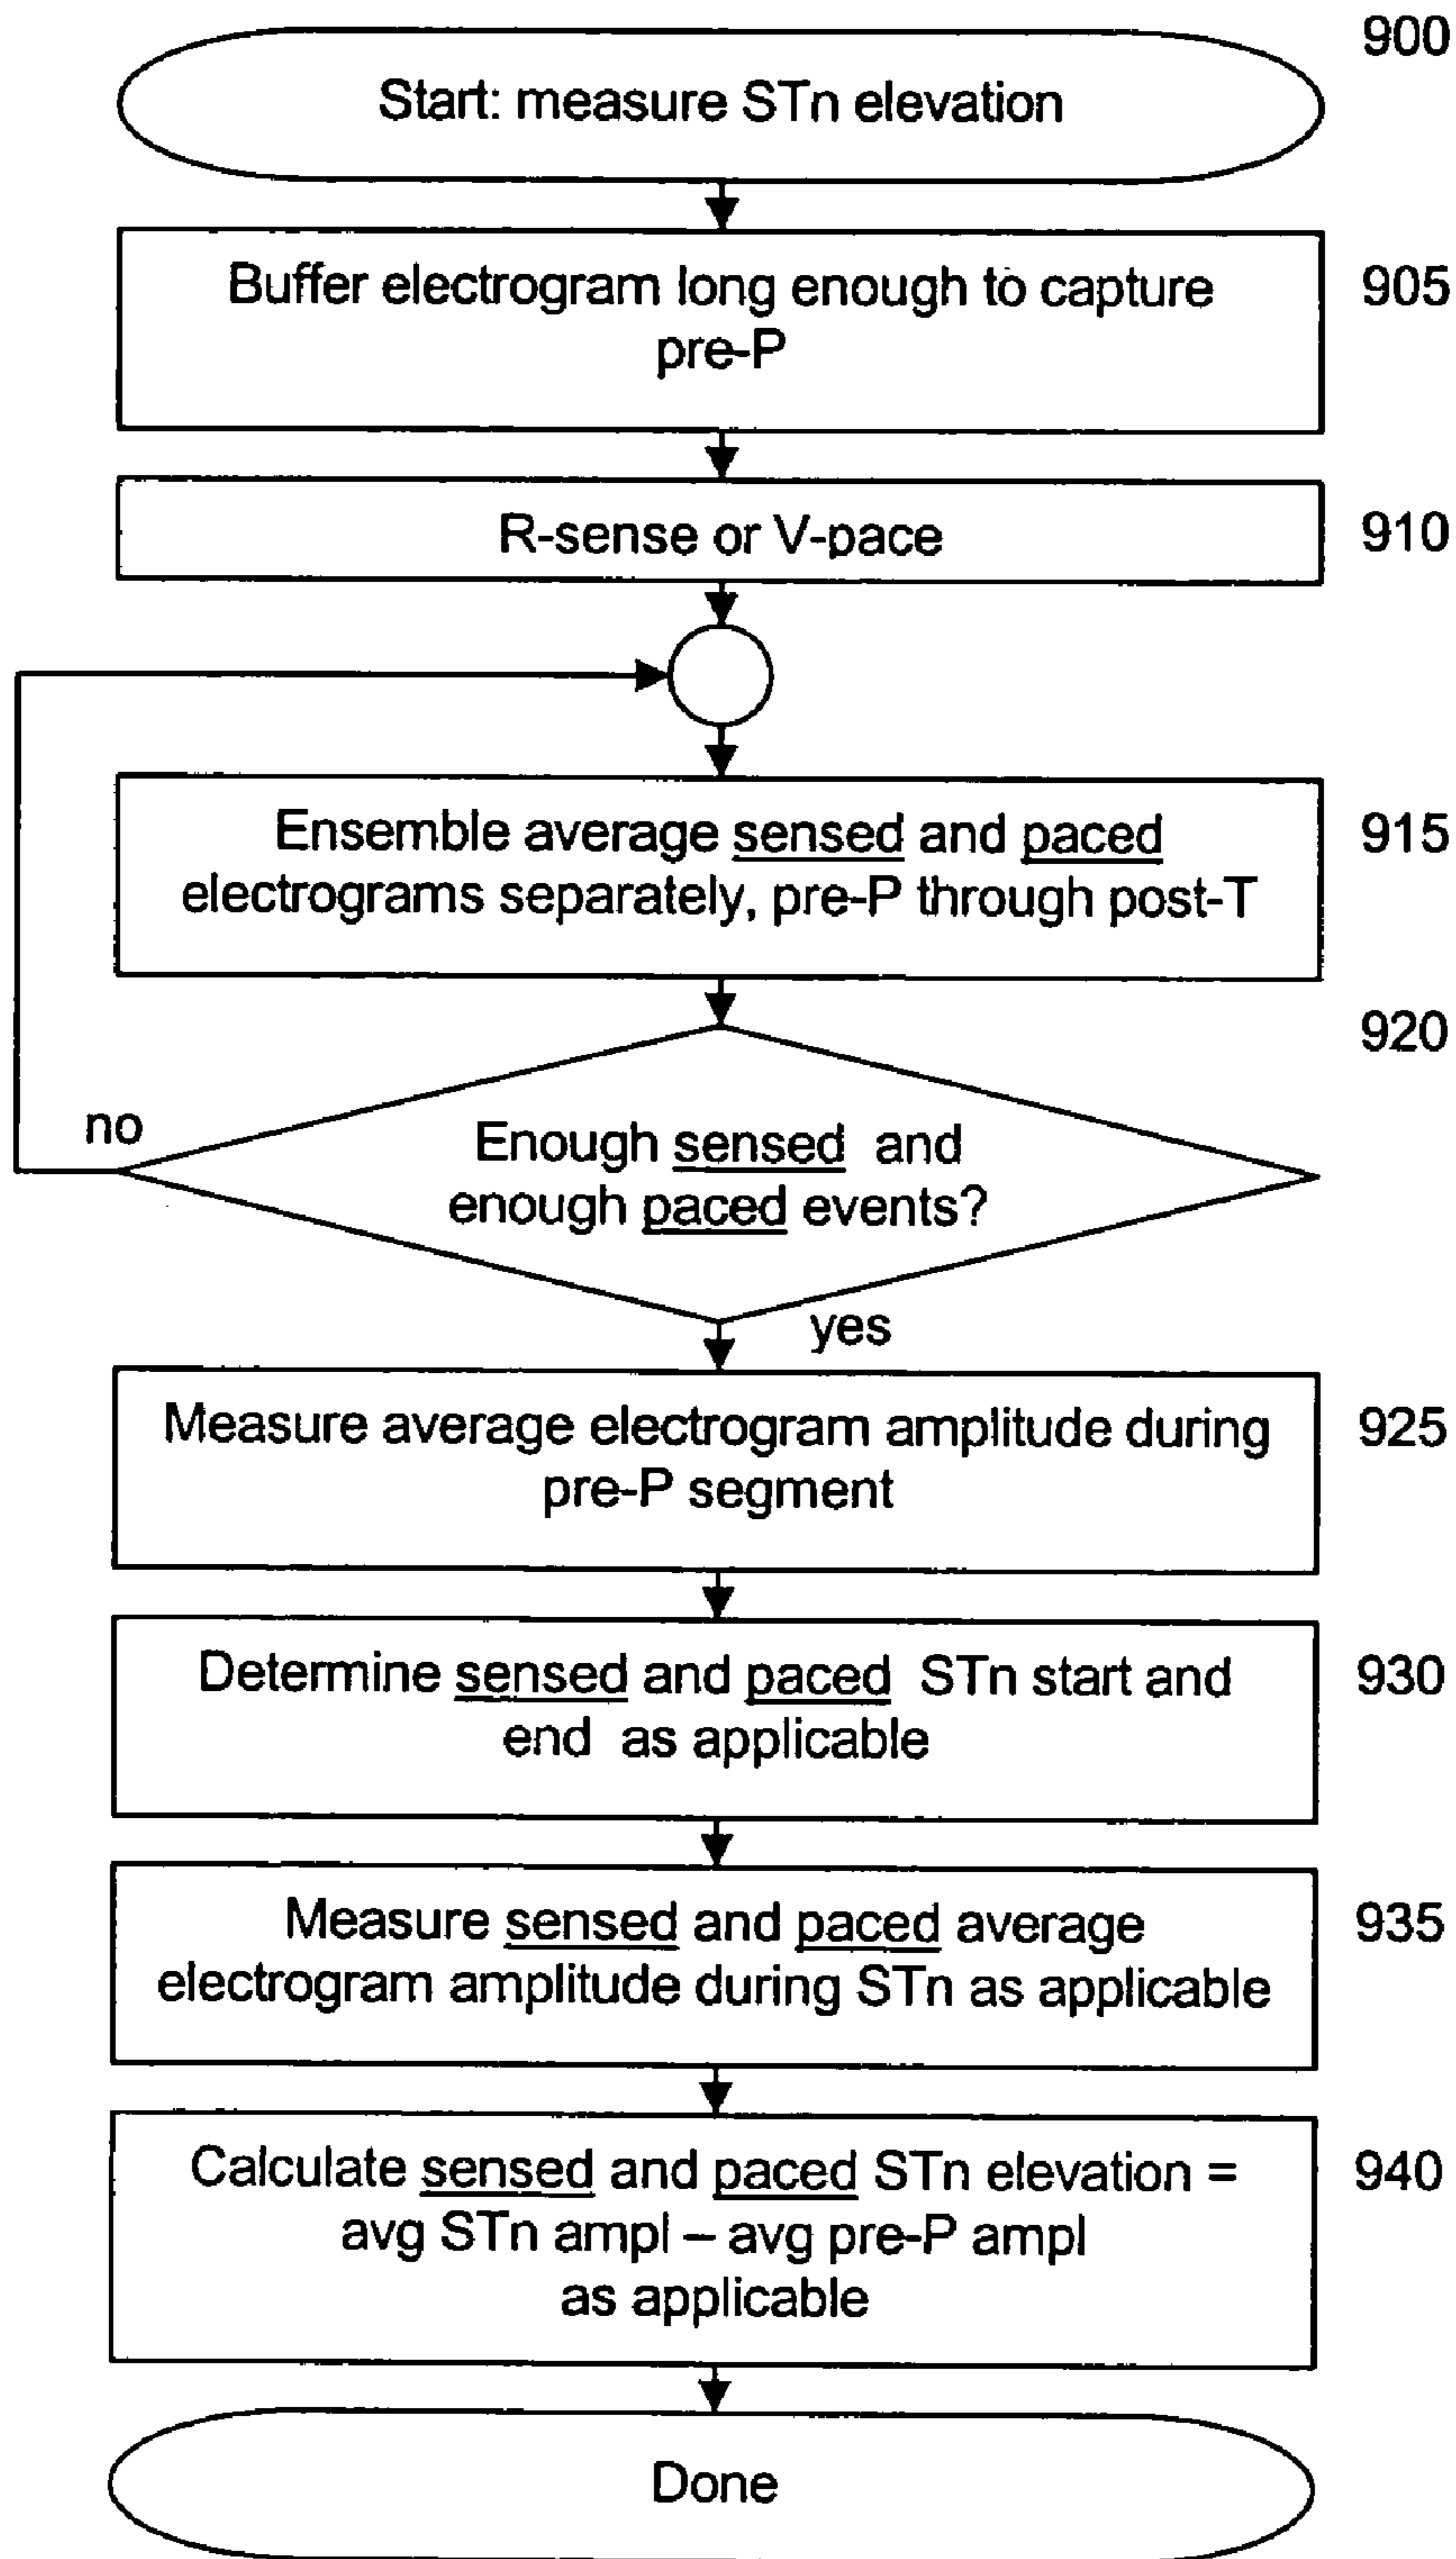 900
Start: measure STn elevation
Buffer electrogram long enough to capture
pre-P
905
R-sense or V-pace
910
Ensemble average sensed and paced
electrograms separately, pre-P through post-T
915
920
no
Enough sensed and
enough paced events?
yes
Measure average electrogram amplitude during
pre-P segment
925
Determine sensed and paced STn start and
end as applicable
930
Measure sensed and paced average
electrogram amplitude during STn as applicable
935
Calculate sensed and paced STn elevation =
avg STn ampl – avg pre-P ampl
as applicable
940
Done